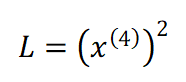 L = (x⁽⁴⁾)²